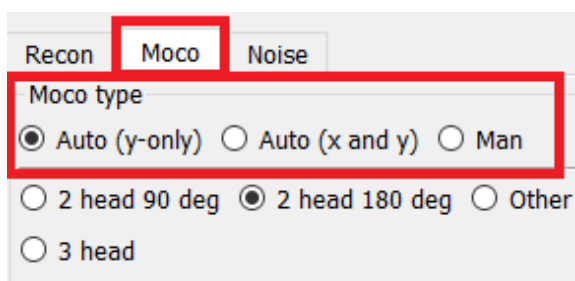 Recon Moco Noise
Moco type
Auto (y-only) Auto (x and y) Man
2 head 90 deg 2 head 180 deg Other
3 head